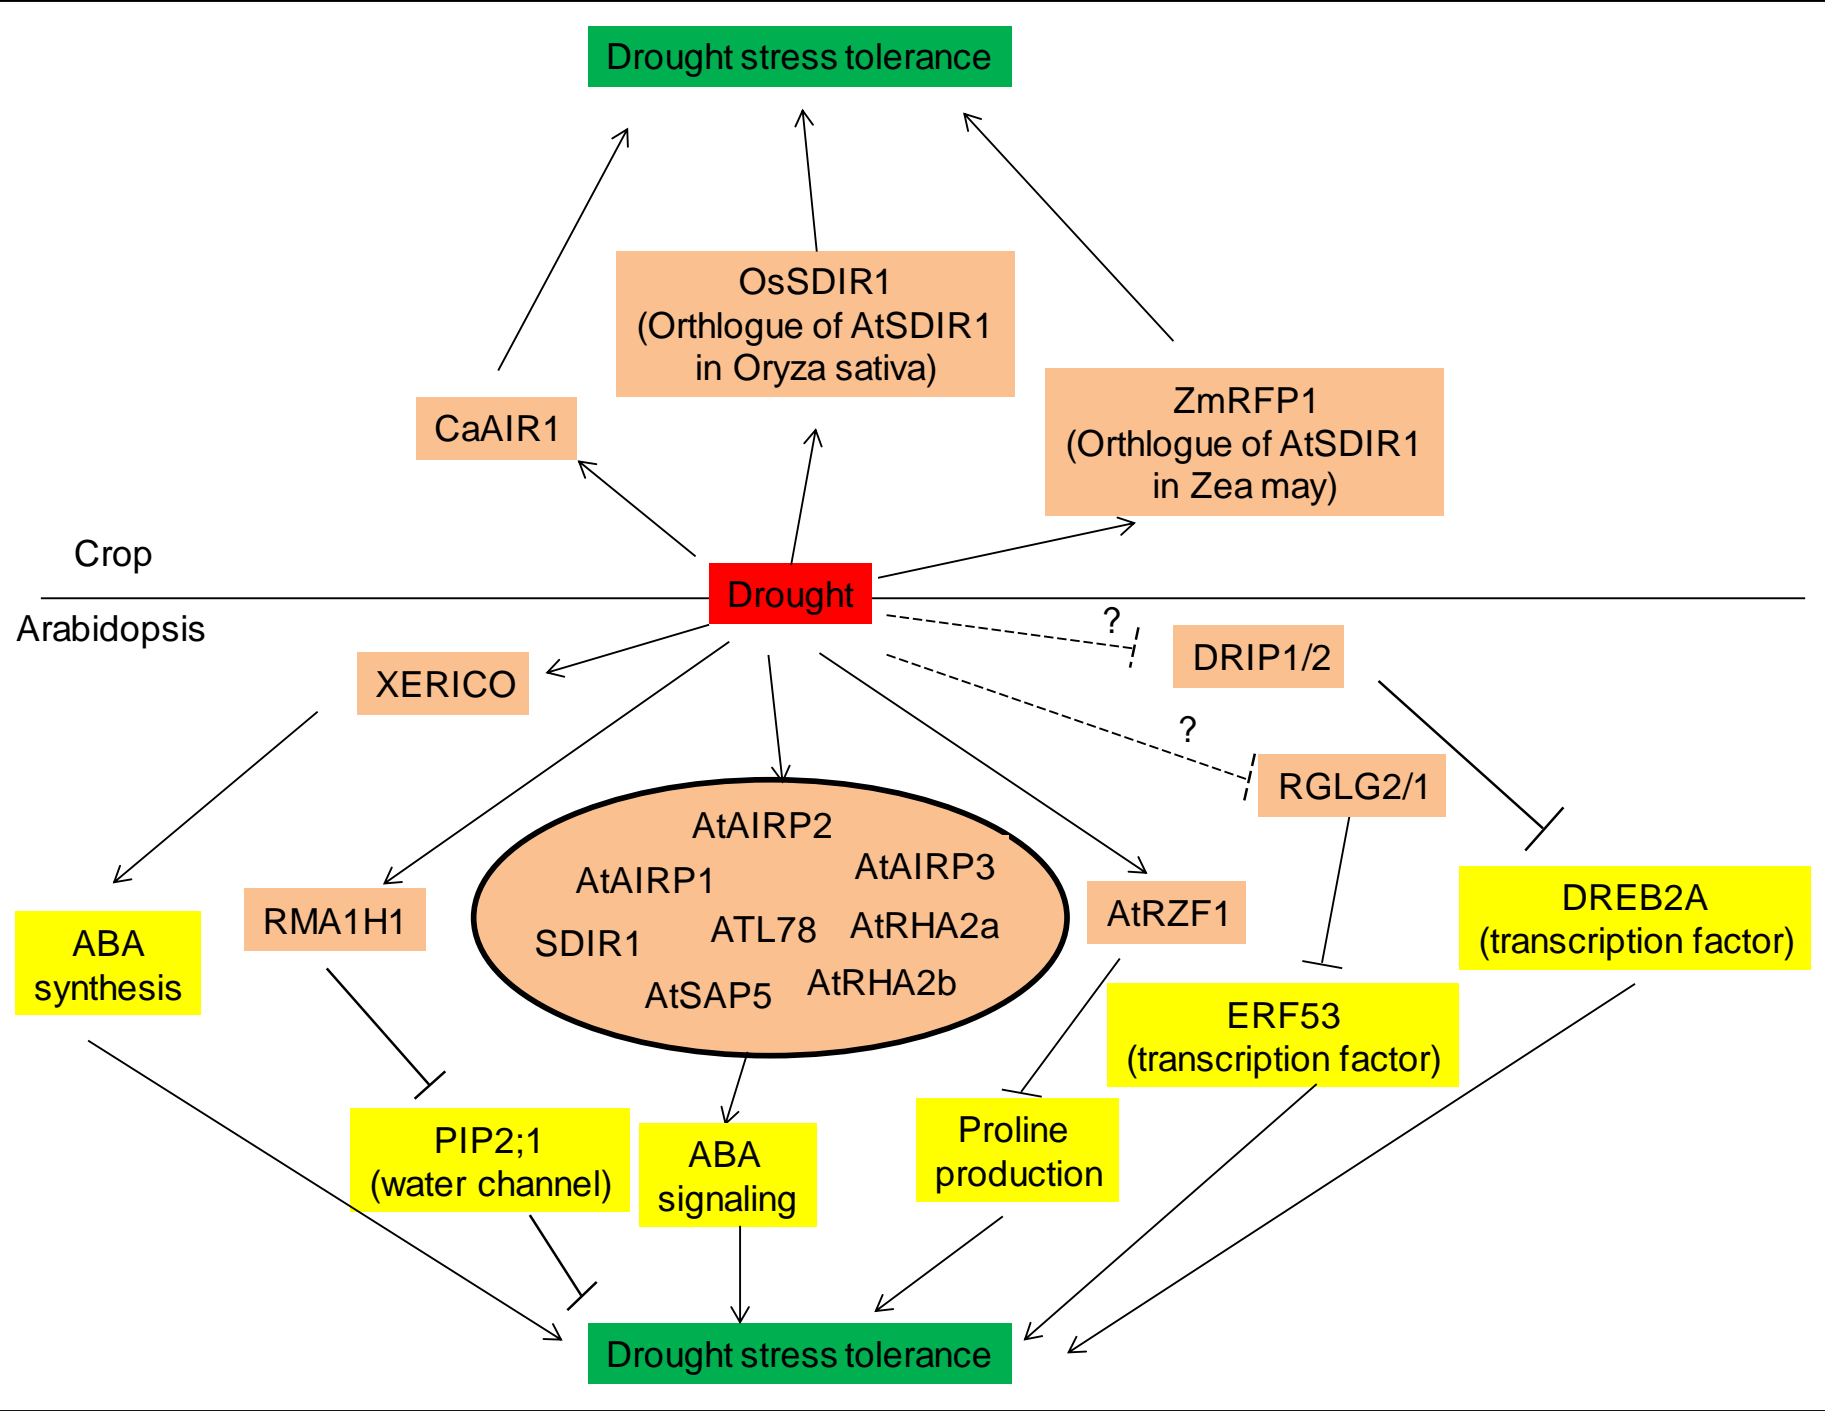 Drought stress tolerance
OsSDIR1
(Orthlogue of AtSDIR1
in Oryza sativa)
ZmRFP1
(Orthlogue of AtSDIR1
in Zea may)
CaAIR1
Crop
Drought
Arabidopsis
?
DRIP1/2
XERICO
?
RGLG2/1
AtAIRP2
AtAIRP3
AtAIRP1
SDIR1
ATL78
AtRHA2a
AtSAP5
AtRHA2b
RMA1H1
AtRZF1
DREB2A
(transcription factor)
ABA
synthesis
ERF53
(transcription factor)
PIP2;1
(water channel)
ABA
signaling
Proline
production
Drought stress tolerance